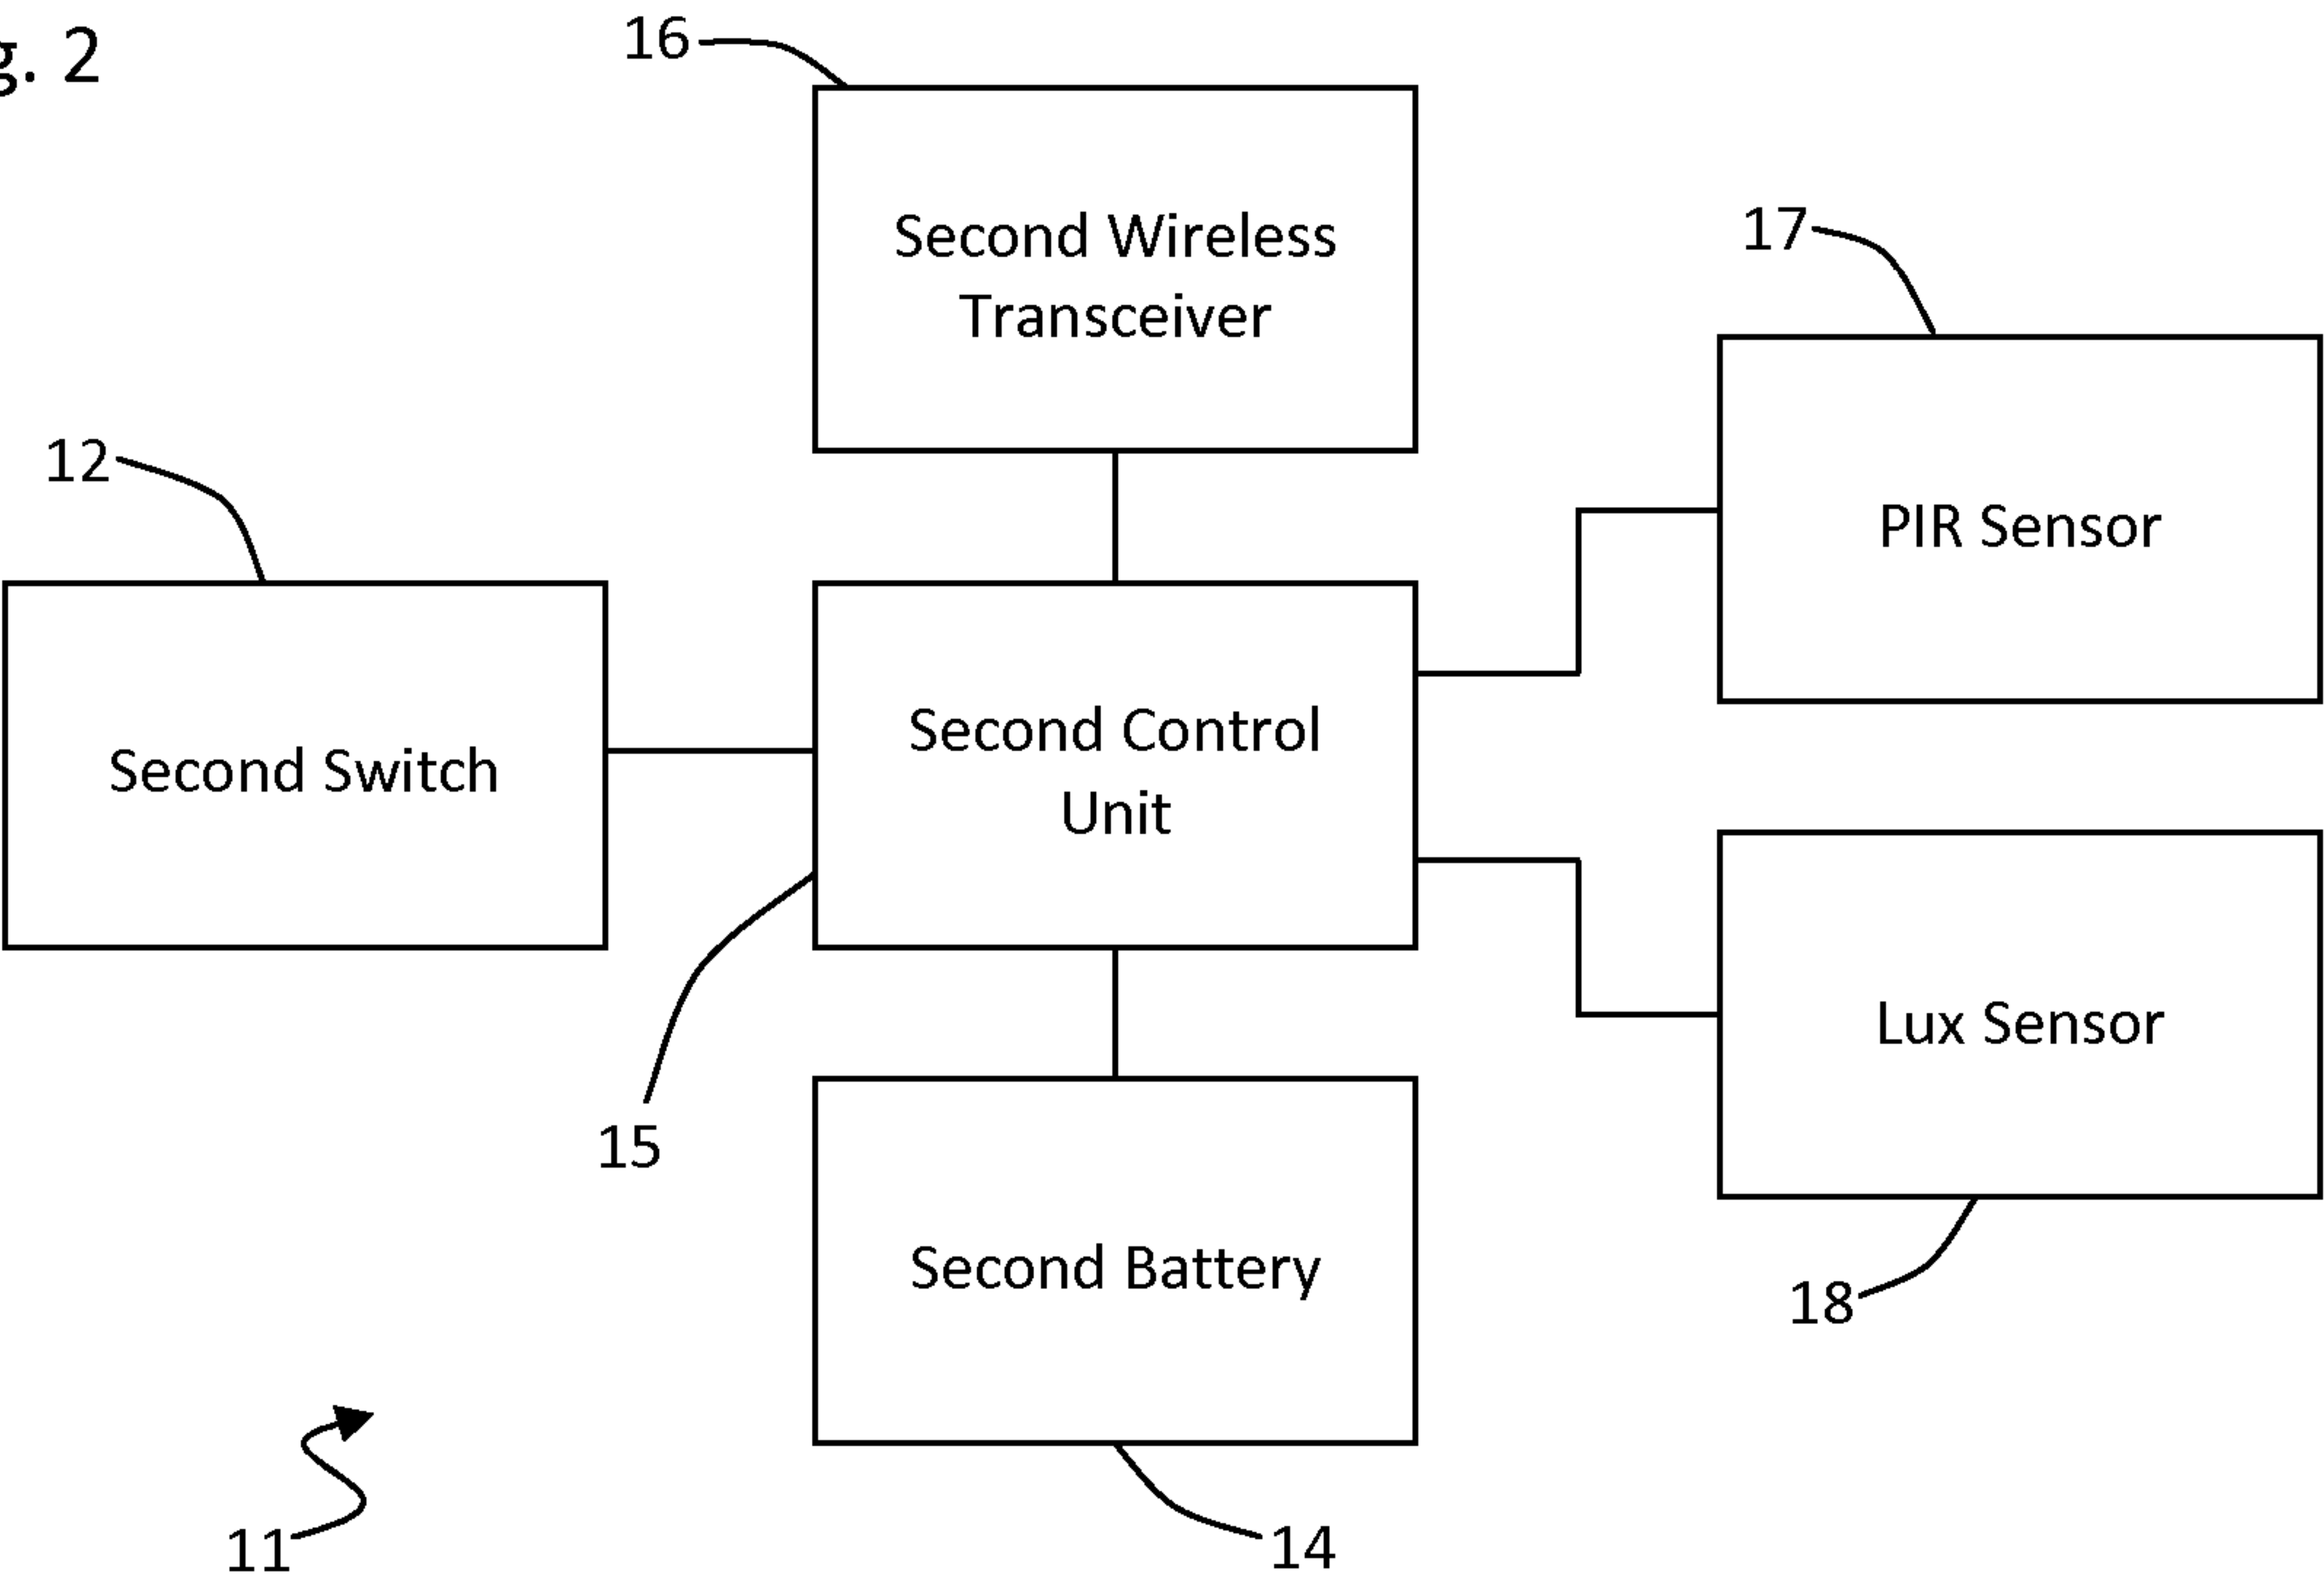 g. 2
16
Second Wireless
Transceiver
17
PIR Sensor
12
Second Switch
Second Control
Unit
Lux Sensor
15
Second Battery
18
11
14